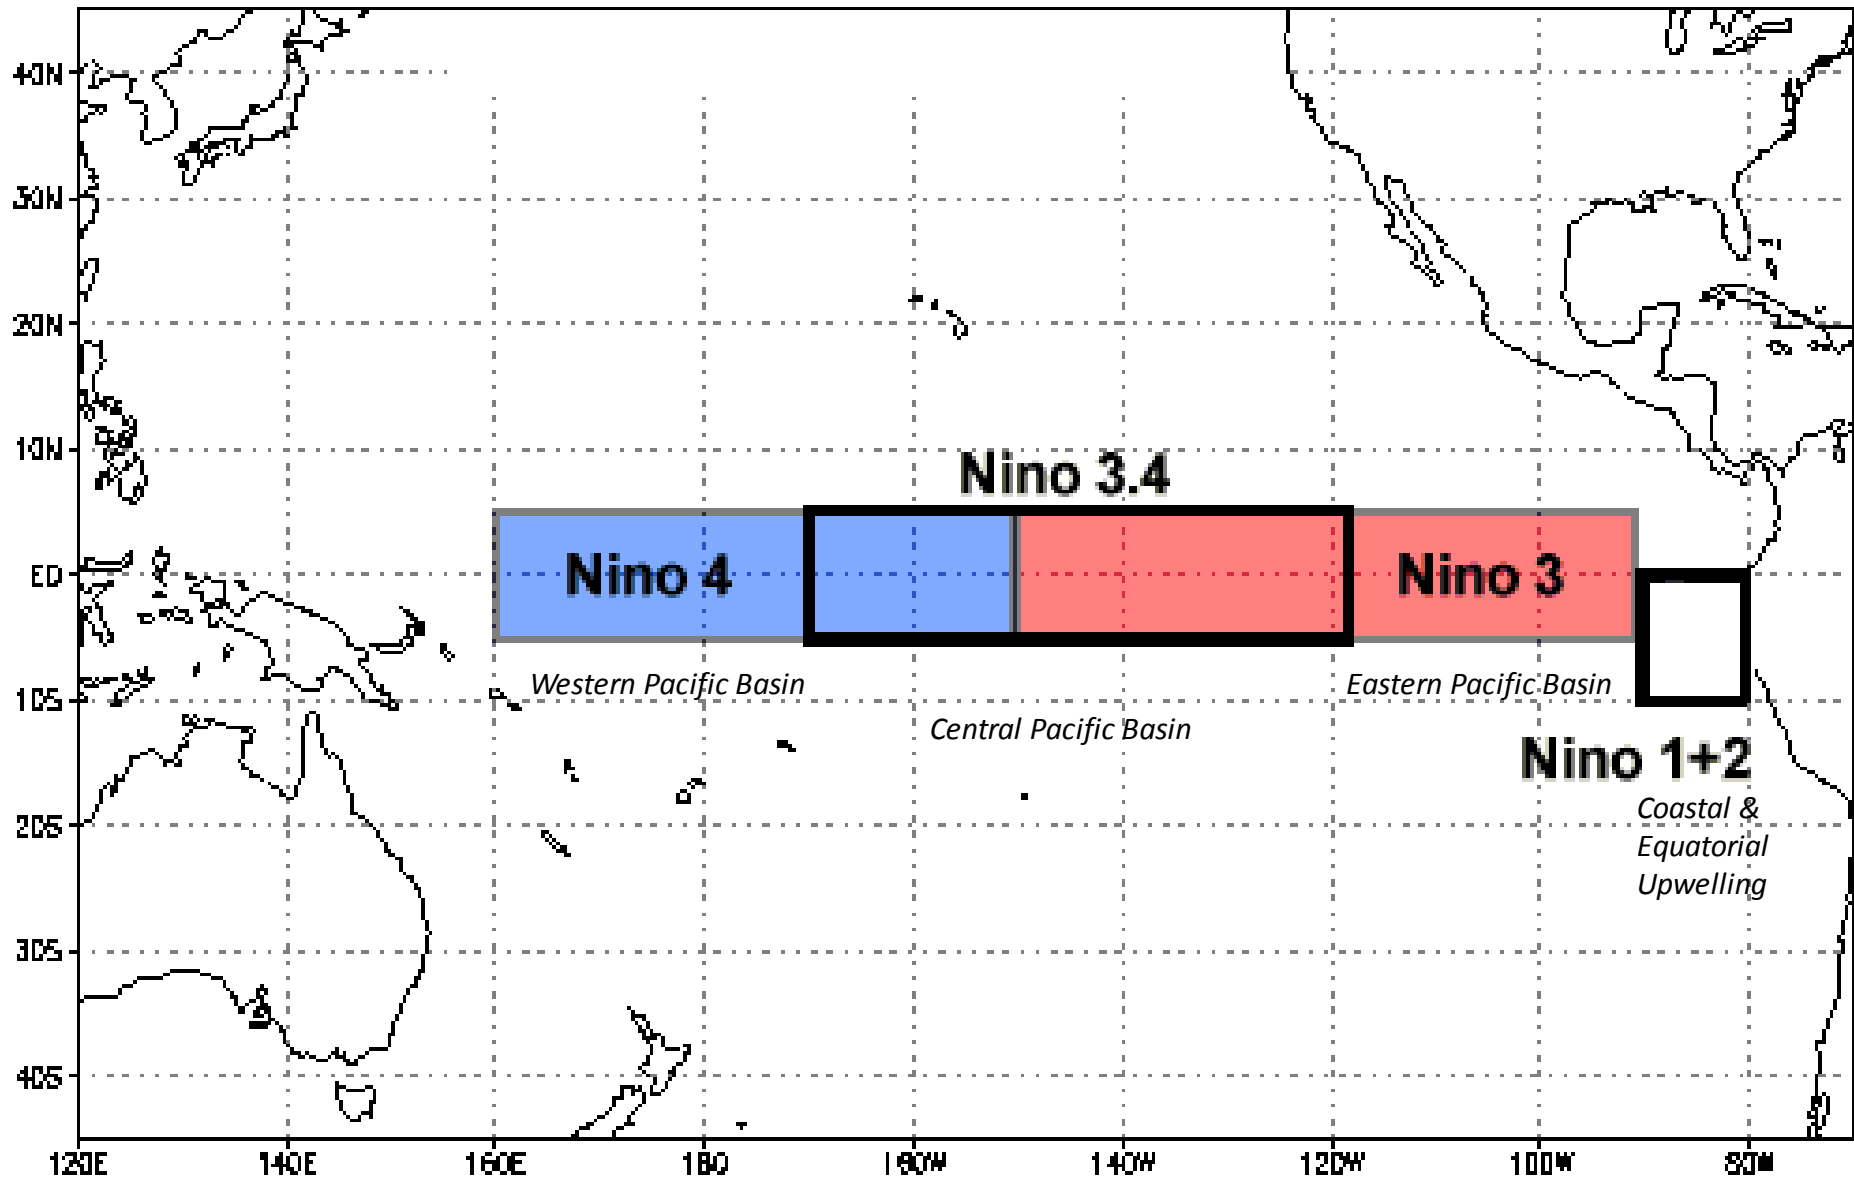 40N
30N
20N
10N
Nino 3.4
Nino 4
Nino 3
EQ
Western Pacific Basin
Eastern Pacific Basin
10S
Central Pacific Basin
Nino 1+2
Coastal &
20S
Equatorial
Upwelling
30S
40S
120E 140E 160E 180 160W 140W 120W 100W 80W